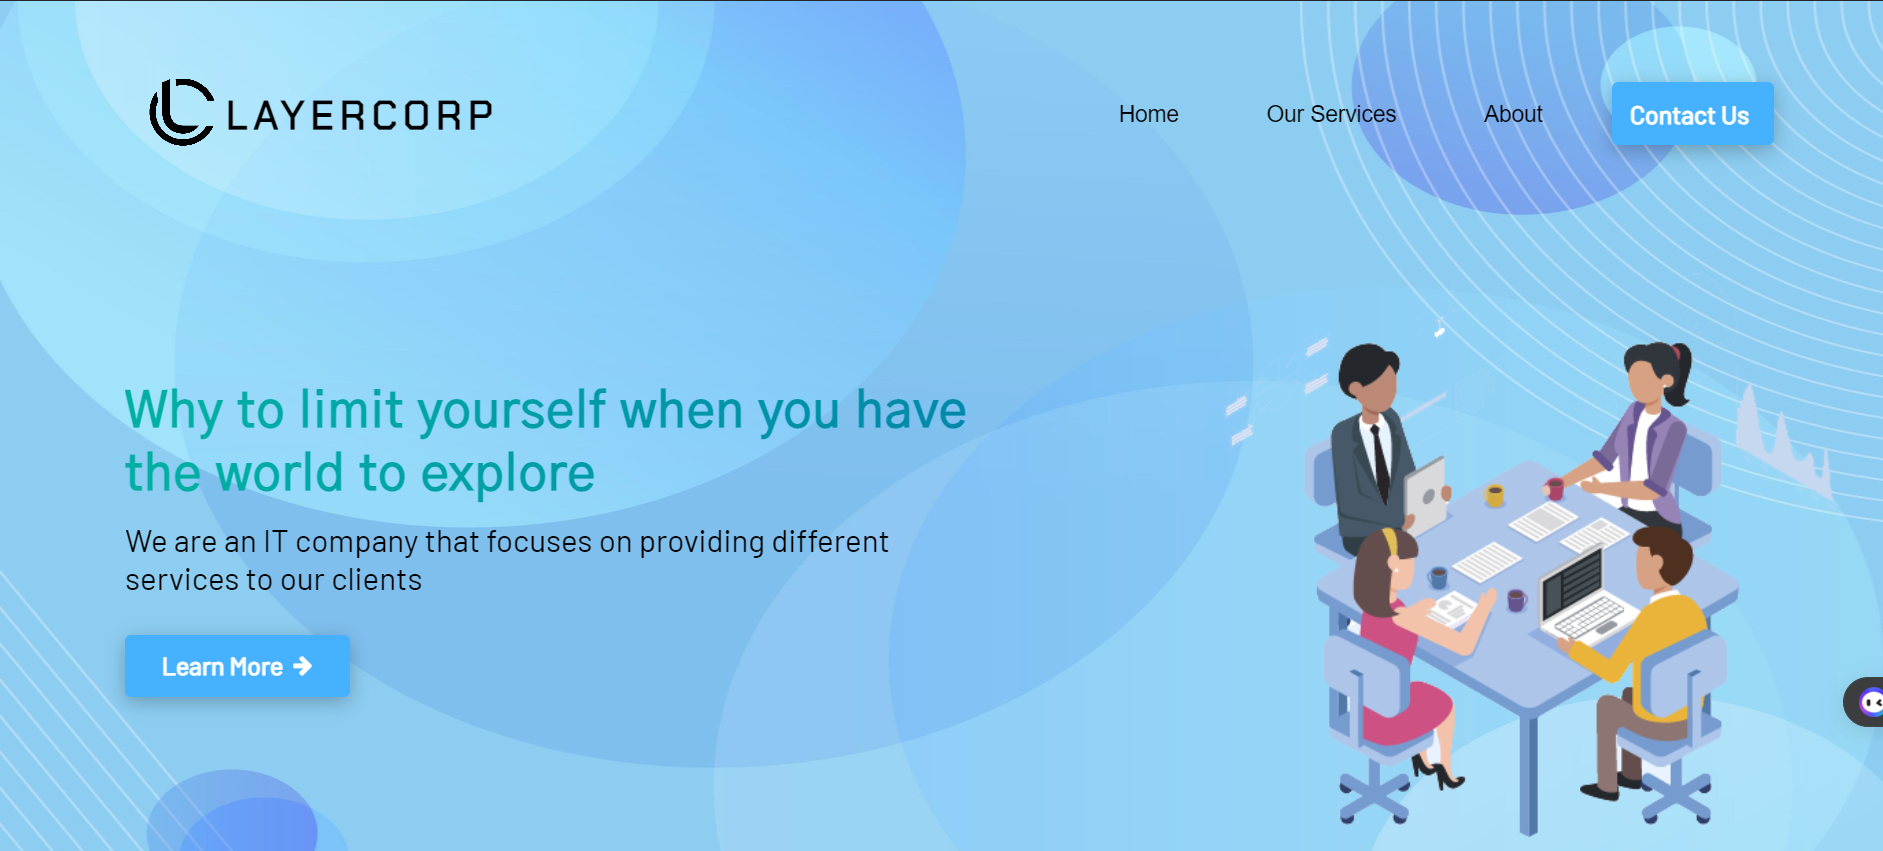 LAYERCORP
Home
Our Services
About
Contact Us
Why to limit yourself when you have
the world to explore
We are an IT company that focuses on providing different
services to our clients
Learn More